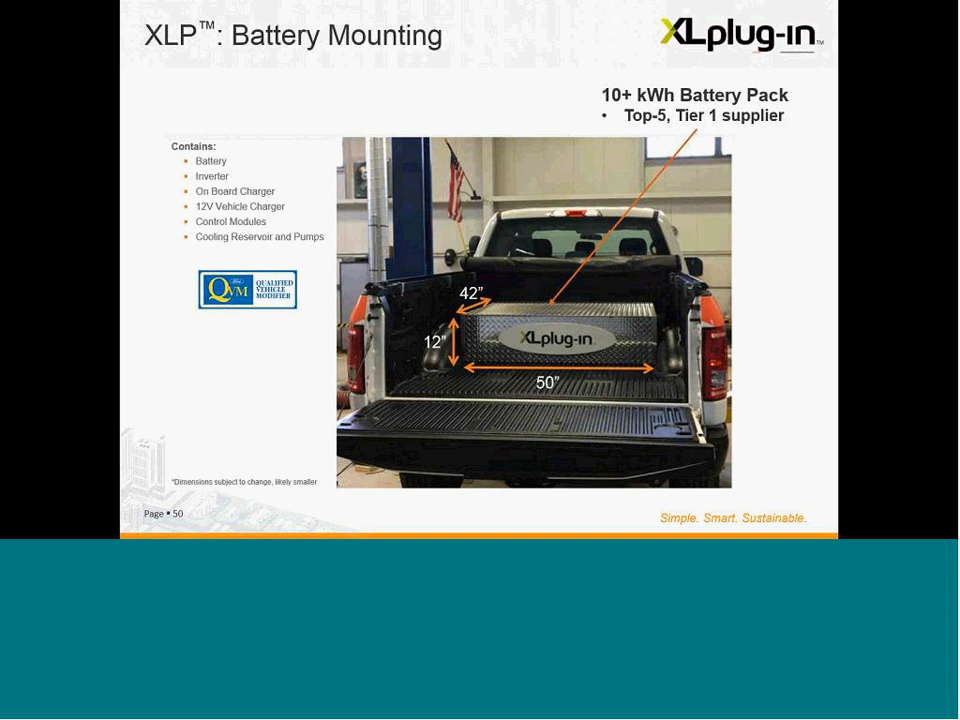 XLP™: Battery Mounting
XLplug-in™
10+ kWh Battery Pack
• Top-5, Tier 1 supplier
Contains:
▪ Battery
▪ Inverter
▪ On Board Charger
▪ 12V Vehicle Charger
▪ Control Modules
▪ Cooling Reservoir and Pumps
Ford
QVM
QUALIFIED
VEHICLE
MODIFIER
42”
12”
XLplug-in
50”
*Dimensions subject to change, likely smaller
Page ▪ 50
Simple. Smart. Sustainable.